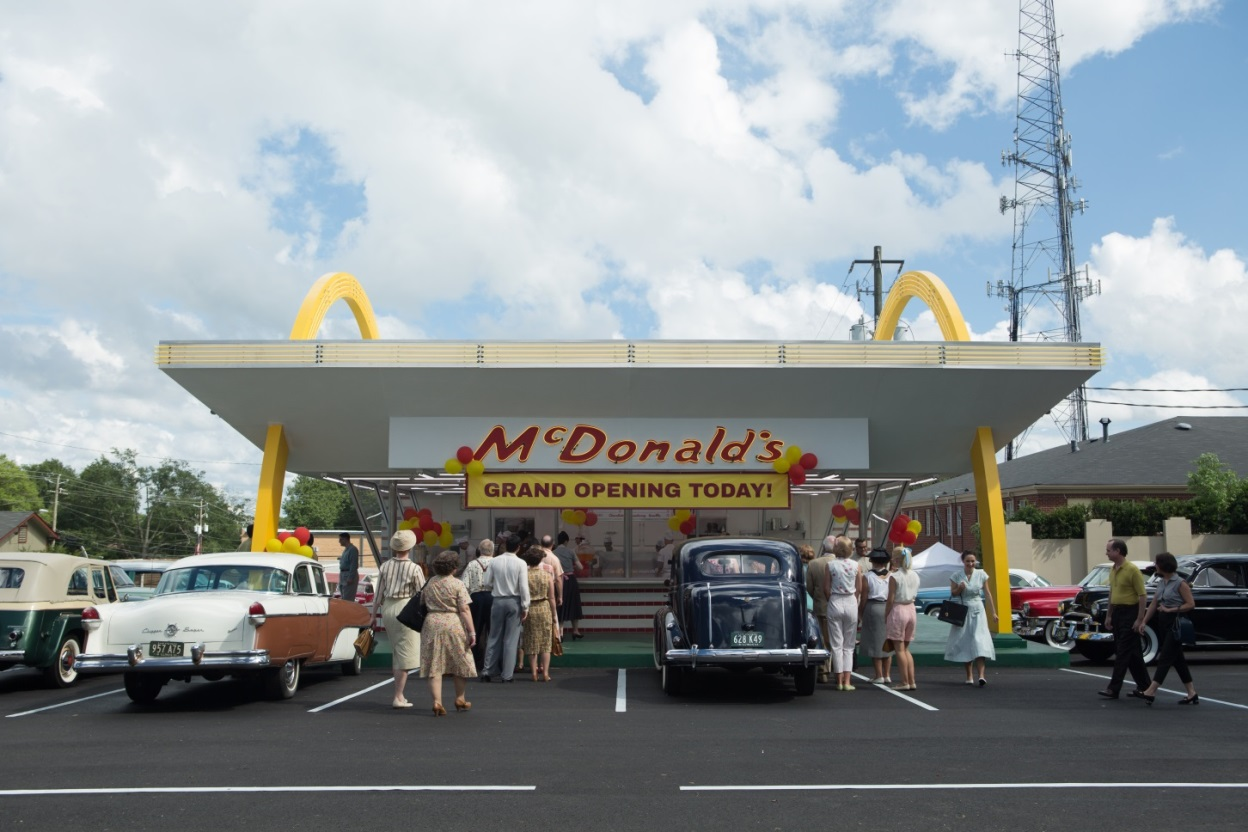 McDonald's
GRAND OPENING TODAY!
957 A75
628 K49